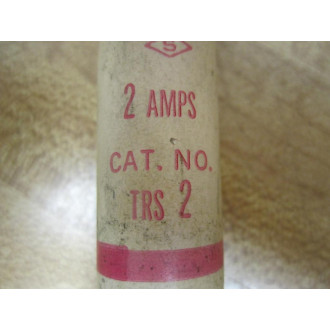 S
2 AMPS
CAT. NO.
TRS 2